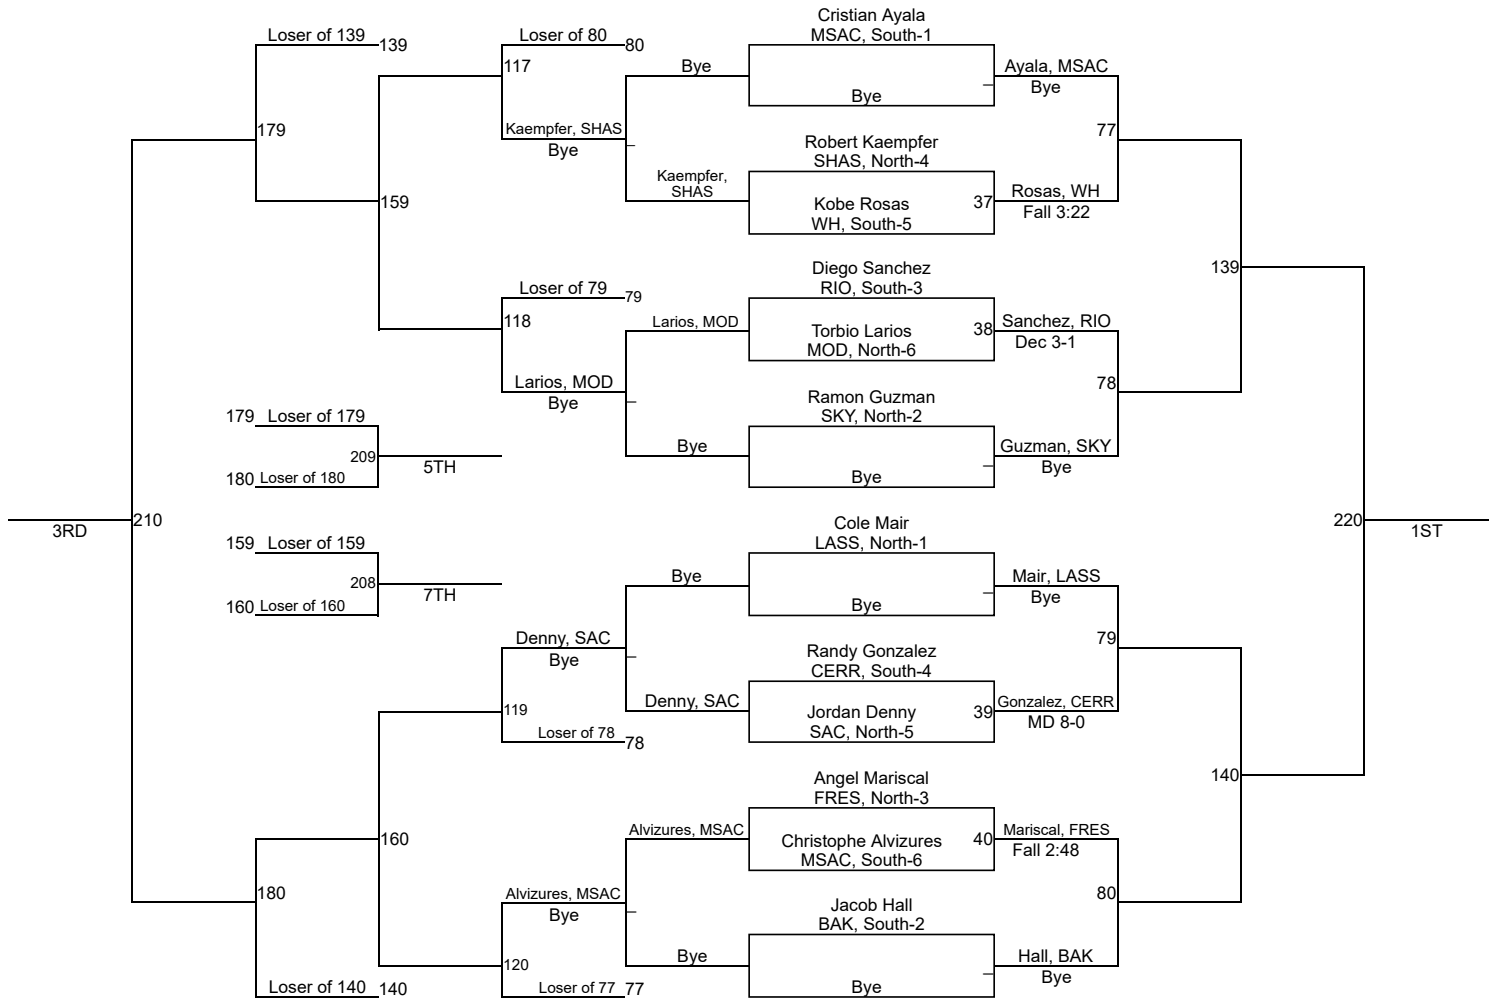 Cristian Ayala
MSAC, South-1
Loser of 139
139
Loser of 80
80
117
Bye
Ayala, MSAC
Bye
Bye
Kaempfer, SHAS
Bye
179
77
Robert Kaempfer
SHAS, North-4
Kaempfer,
SHAS
159
Kobe Rosas
WH, South-5
37
Rosas, WH
Fall 3:22
139
Diego Sanchez
RIO, South-3
Loser of 79
79
118
Larios, MOD
Torbio Larios
MOD, North-6
38
Sanchez, RIO
Dec 3-1
Larios, MOD
Bye
78
Ramon Guzman
SKY, North-2
179
Loser of 179
209
5TH
Bye
Guzman, SKY
Bye
180
Loser of 180
Bye
3RD
210
220
1ST
Cole Mair
LASS, North-1
159
Loser of 159
208
7TH
Bye
Mair, LASS
Bye
160
Loser of 160
Bye
Denny, SAC
Bye
79
Randy Gonzalez
CERR, South-4
Denny, SAC
119
Jordan Denny
SAC, North-5
39
Gonzalez, CERR
MD 8-0
Loser of 78
78
140
Angel Mariscal
FRES, North-3
160
Alvizures, MSAC
Christophe Alvizures
MSAC, South-6
40
Mariscal, FRES
Fall 2:48
180
Alvizures, MSAC
Bye
80
Jacob Hall
BAK, South-2
120
Bye
Hall, BAK
Bye
Loser of 140
140
Loser of 77
77
Bye